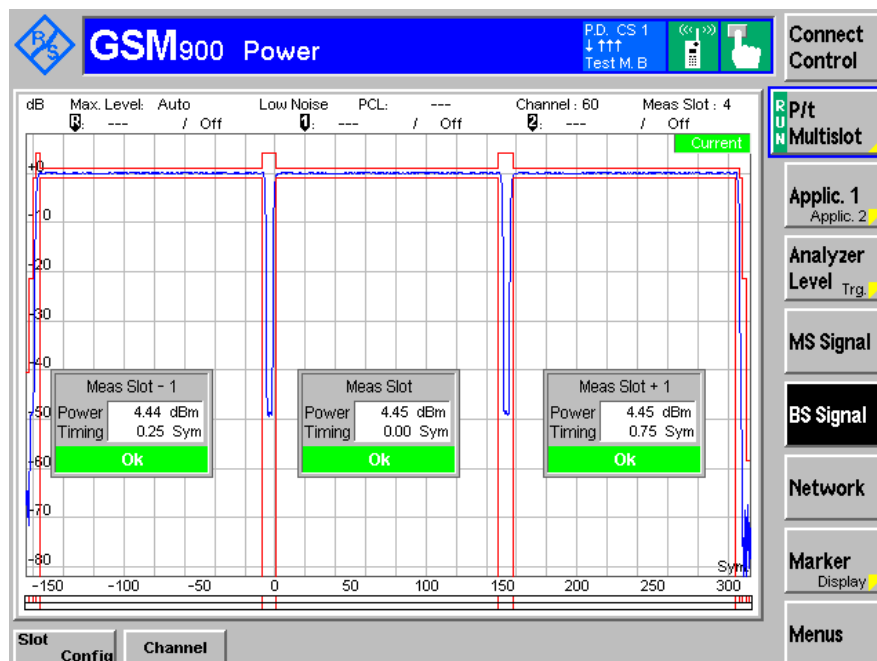 R/S
GSM900 Power
P.D. CS 1
↓ ↑↑↑
Test M. B
Connect Control
dB Max. Level: Auto Low Noise PCL: --- Channel : 60 Meas Slot : 4
R: --- / Off 1: --- / Off 2: --- / Off
Current
RUN
P/t Multislot
Applic. 1
Applic. 2
Analyzer Level
Trg.
MS Signal
BS Signal
Network
Marker
Display
Menus
+0
-10
-20
-30
-40
-50
-60
-70
-80
Meas Slot - 1
Power 4.44 dBm
Timing 0.25 Sym
Ok
Meas Slot
Power 4.45 dBm
Timing 0.00 Sym
Ok
Meas Slot + 1
Power 4.45 dBm
Timing 0.75 Sym
Ok
Sym
-150 -100 -50 0 50 100 150 200 250 300
Slot Config
Channel